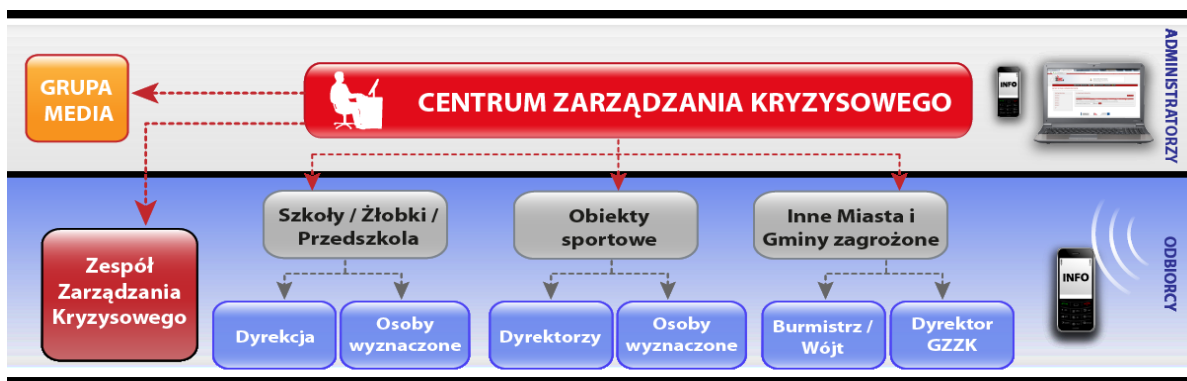 GRUPA
MEDIA
CENTRUM ZARZĄDZANIA KRYZYSOWEGO
INFO
ADMINISTRATORZY
Szkoły / Żłobki /
Przedszkola
Obiekty
sportowe
Inne Miasta i
Gminy zagrożone
Zespół
Zarządzania
Kryzysowego
Dyrekcja
Osoby
wyznaczone
Dyrektorzy
Osoby
wyznaczone
Burmistrz /
Wójt
Dyrektor
GZZK
INFO
ODBIORCY